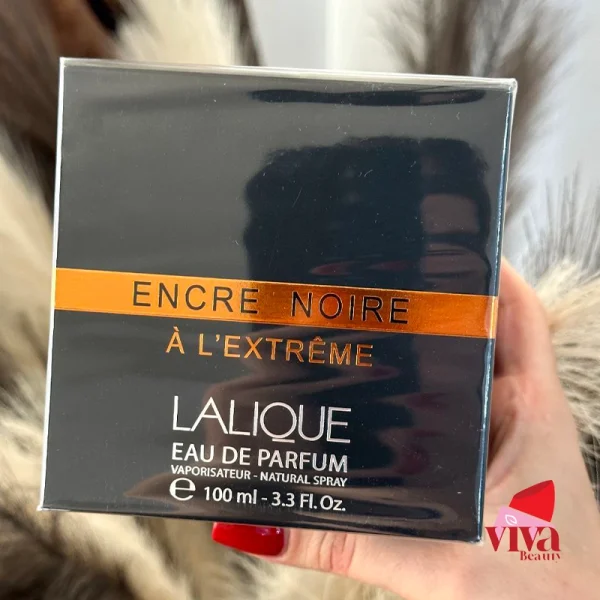 ENCRE NOIRE
À L'EXTRÊME
LALIQUE
EAU DE PARFUM
VAPORISATEUR - NATURAL SPRAY
e 100 ml - 3.3 Fl. Oz.
viva
Beauty